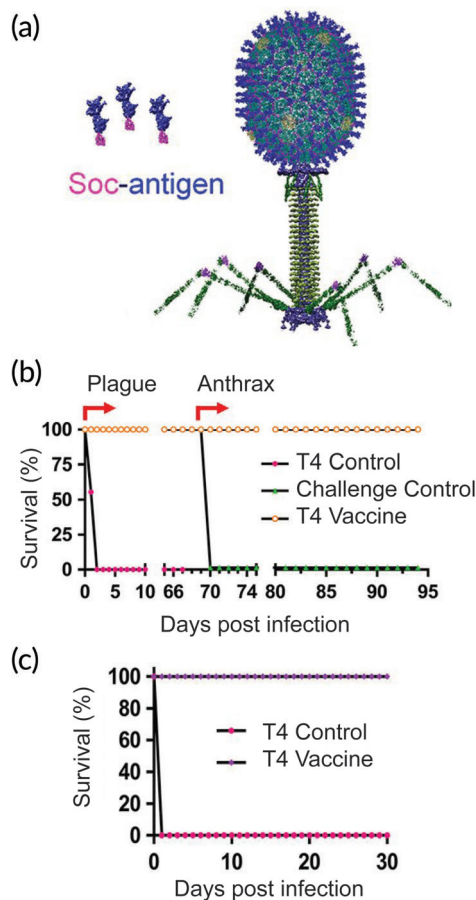 (a)
Soc-antigen
(b)
Plague Anthrax
100
75
50
25
0
Survival (%)
T4 Control
Challenge Control
T4 Vaccine
0 5 10 66 70 74 80 85 90 95
Days post infection
(c)
100
80
60
40
20
0
Survival (%)
T4 Control
T4 Vaccine
0 10 20 30
Days post infection